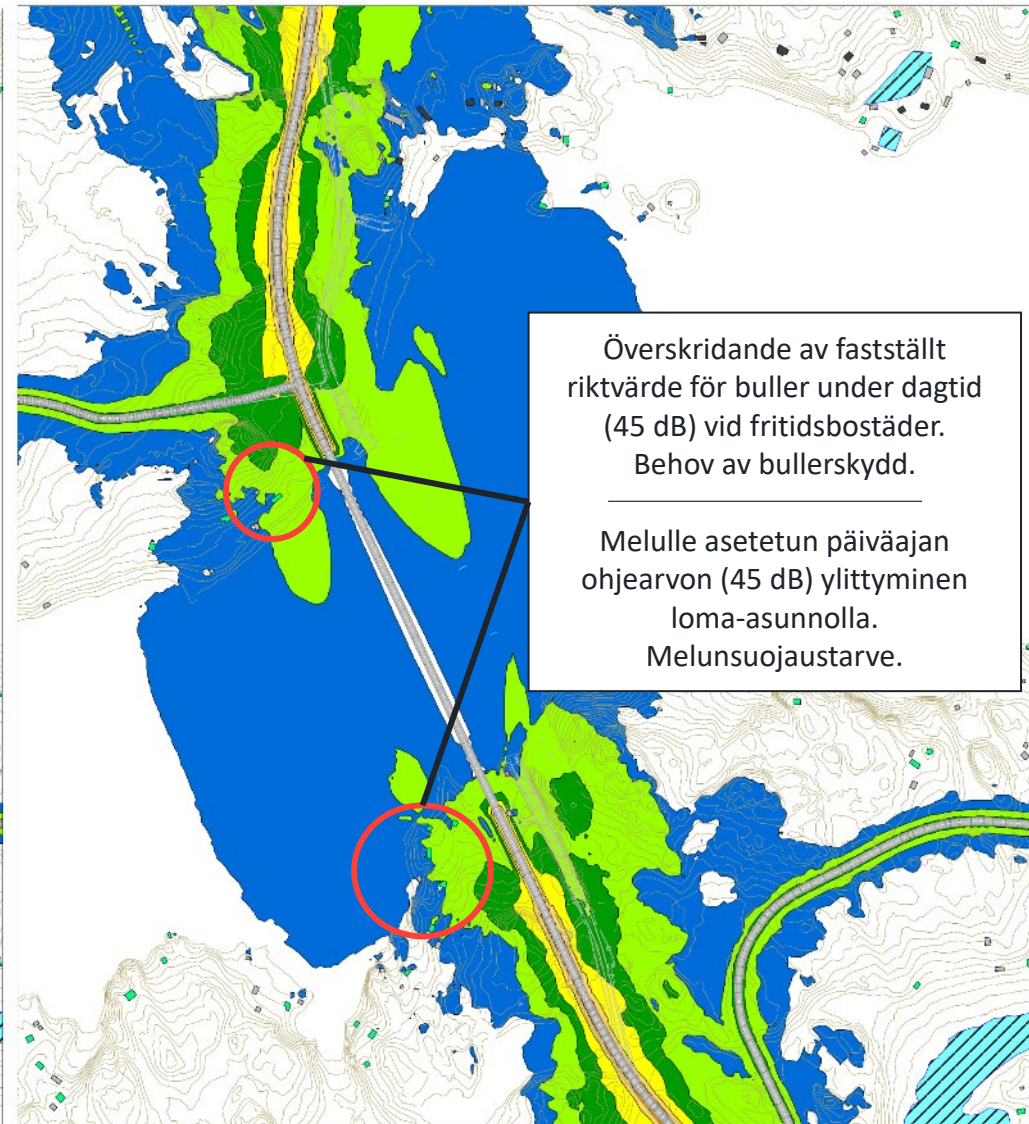 Överskridande av fastställt
riktvärde för buller under dagtid
(45 dB) vid fritidsbostäder.
Behov av bullerskydd.
Melulle asetetun päiväajan
ohjearvon (45 dB) ylittyminen
loma-asunnolla.
Melunsuojaustarve.